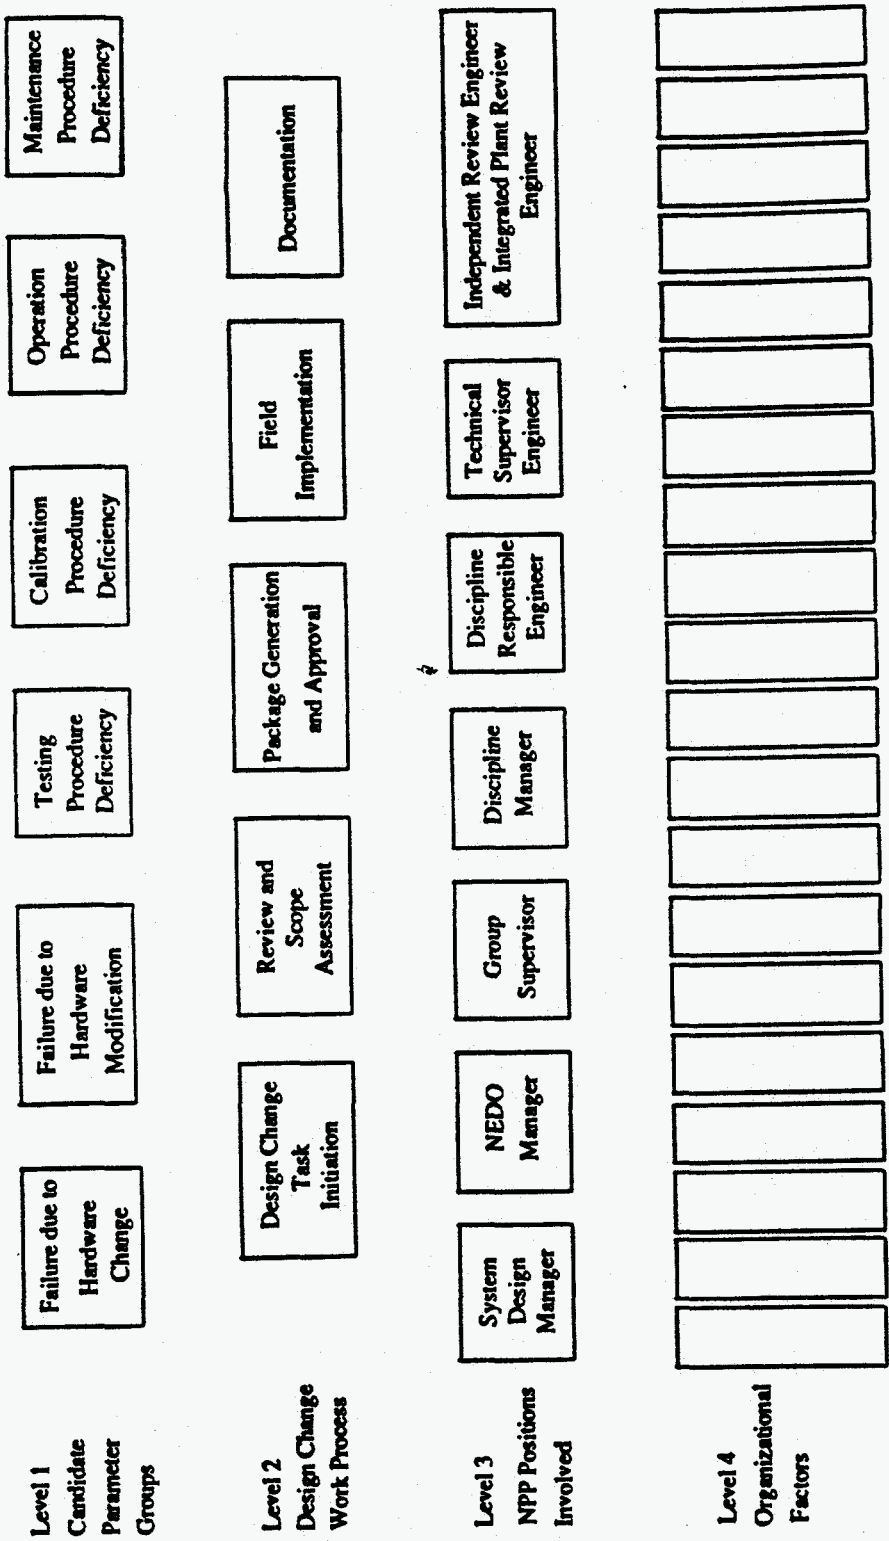 Level 1
Candidate
Parameter
Groups
Failure due to
Hardware
Change
Failure due to
Hardware
Modification
Testing
Procedure
Deficiency
Calibration
Procedure
Deficiency
Operation
Procedure
Deficiency
Maintenance
Procedure
Deficiency
Level 2
Design Change
Work Process
Design Change
Task
Initiation
Review and
Scope
Assessment
Package Generation
and Approval
Field
Implementation
Documentation
Level 3
NPP Positions
Involved
System
Design
Manager
NEDO
Manager
Group
Supervisor
Discipline
Manager
Discipline
Responsible
Engineer
Technical
Supervisor
Engineer
Independent Review Engineer
& Integrated Plant Review
Engineer
Level 4
Organizational
Factors